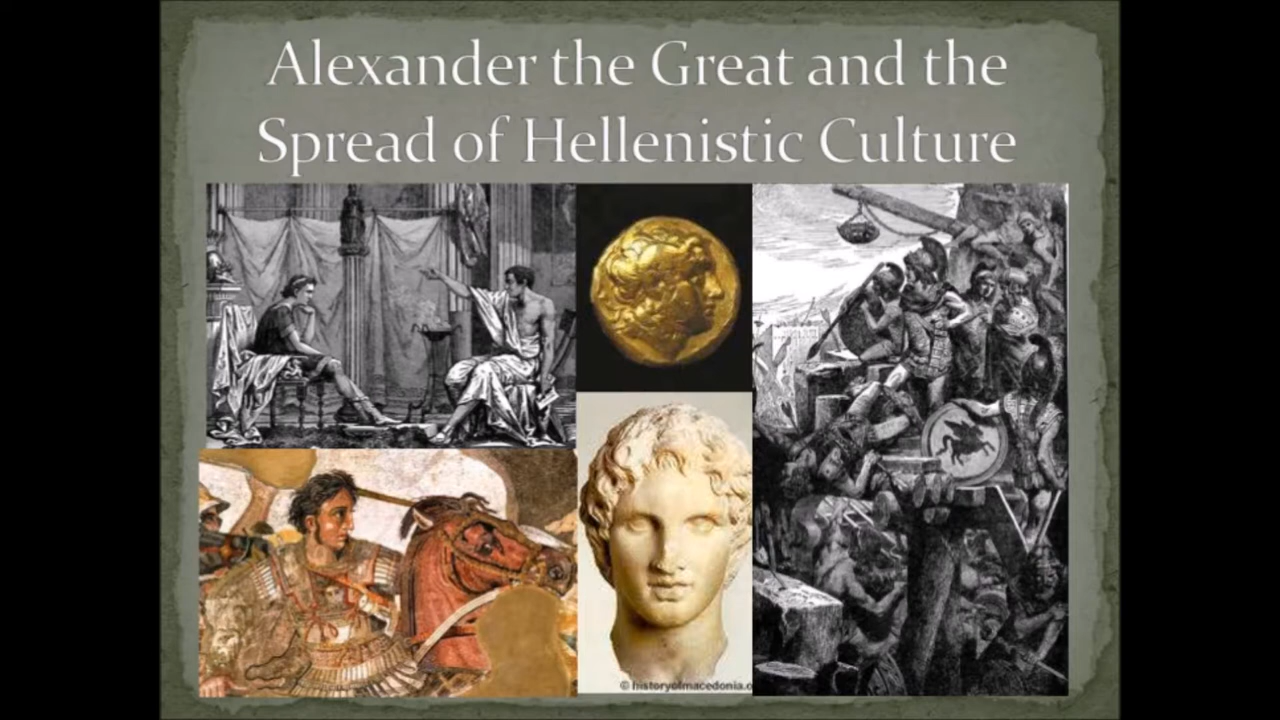 Alexander the Great and the
Spread of Hellenistic Culture
© historyofmacedonia.o